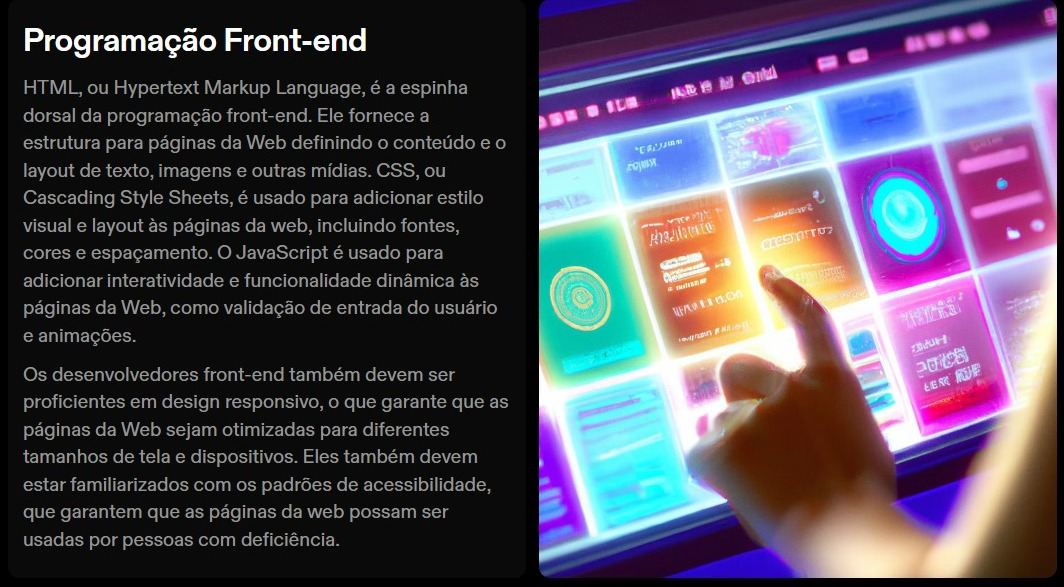 Programação Front-end
HTML, ou Hypertext Markup Language, é a espinha
dorsal da programação front-end. Ele fornece a
estrutura para páginas da Web definindo o conteúdo e o
layout de texto, imagens e outras mídias. CSS, ou
Cascading Style Sheets, é usado para adicionar estilo
visual e layout às páginas da web, incluindo fontes,
cores e espaçamento. O JavaScript é usado para
adicionar interatividade e funcionalidade dinâmica às
páginas da Web, como validação de entrada do usuário
e animações.
Os desenvolvedores front-end também devem ser
proficientes em design responsivo, o que garante que as
páginas da Web sejam otimizadas para diferentes
tamanhos de tela e dispositivos. Eles também devem
estar familiarizados com os padrões de acessibilidade,
que garantem que as páginas da web possam ser
usadas por pessoas com deficiência.